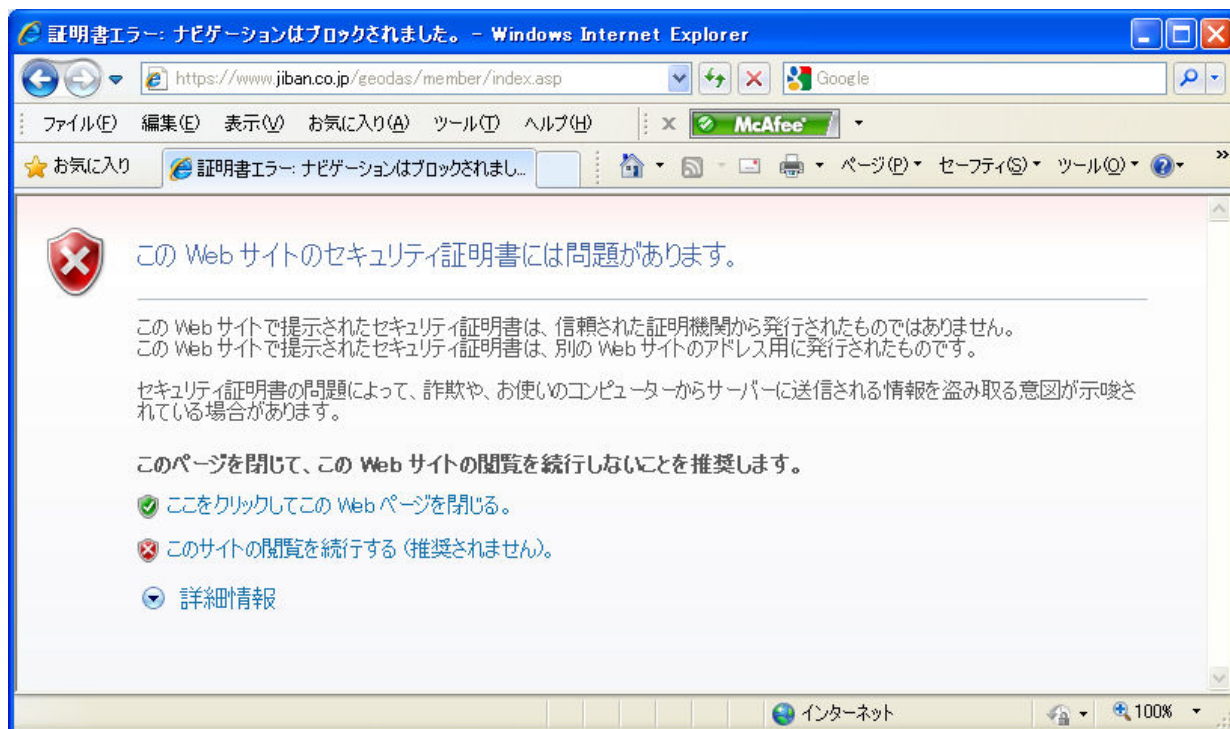 証明書エラー: ナビゲーションはブロックされました。 - Windows Internet Explorer
https://www.jiban.co.jp/geodas/member/index.asp
Google
ファイル(F) 編集(E) 表示(V) お気に入り(A) ツール(T) ヘルプ(H)
X McAfee
お気に入り
証明書エラー: ナビゲーションはブロックされまし...
ページ(P) セーフティ(S) ツール(O) »
この Web サイトのセキュリティ証明書には問題があります。
この Web サイトで提示されたセキュリティ証明書は、信頼された証明機関から発行されたものではありません。
この Web サイトで提示されたセキュリティ証明書は、別の Web サイトのアドレス用に発行されたものです。
セキュリティ証明書の問題によって、詐欺や、お使いのコンピューターからサーバーに送信される情報を盗み取る意図が示唆さ
れている場合があります。
このページを閉じて、この Web サイトの閲覧を続行しないことを推奨します。
ここをクリックしてこの Web ページを閉じる。
このサイトの閲覧を続行する (推奨されません)。
詳細情報
インターネット
100%